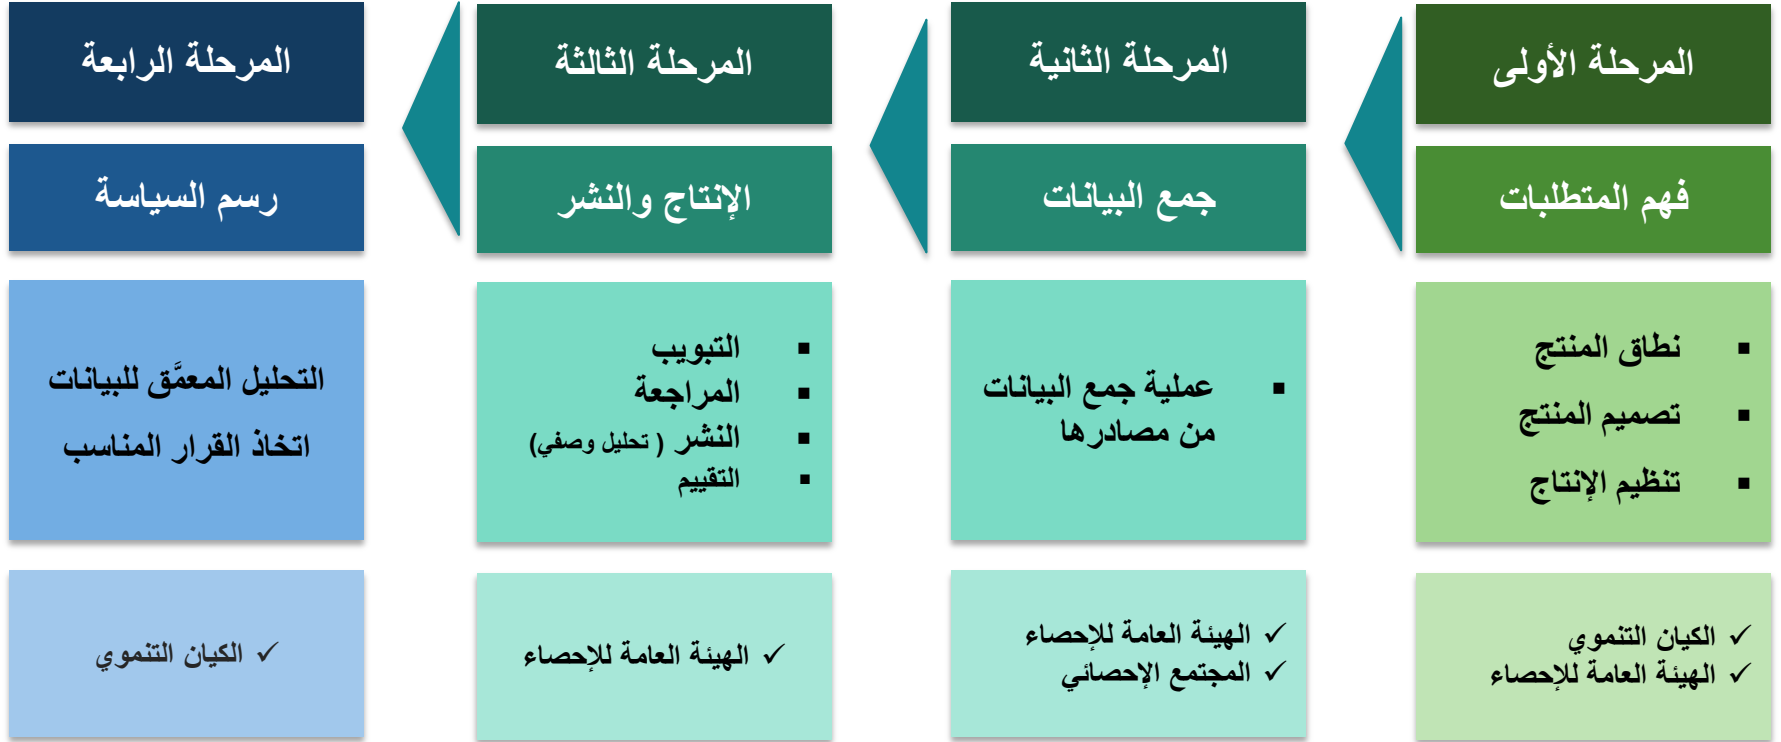 المرحلة الأولى
فهم المتطلبات
▪ نطاق المنتج
▪ تصميم المنتج
▪ تنظيم الإنتاج
✓ الكيان التنموي
✓ الهيئة العامة للإحصاء
المرحلة الثانية
جمع البيانات
▪ عملية جمع البيانات
من مصادرها
✓ الهيئة العامة للإحصاء
✓ المجتمع الإحصائي
المرحلة الثالثة
الإنتاج والنشر
▪ التبويب
▪ المراجعة
▪ النشر ( تحليل وصفي)
▪ التقييم
✓ الهيئة العامة للإحصاء
المرحلة الرابعة
رسم السياسة
التحليل المعمَّق للبيانات
اتخاذ القرار المناسب
✓ الكيان التنموي